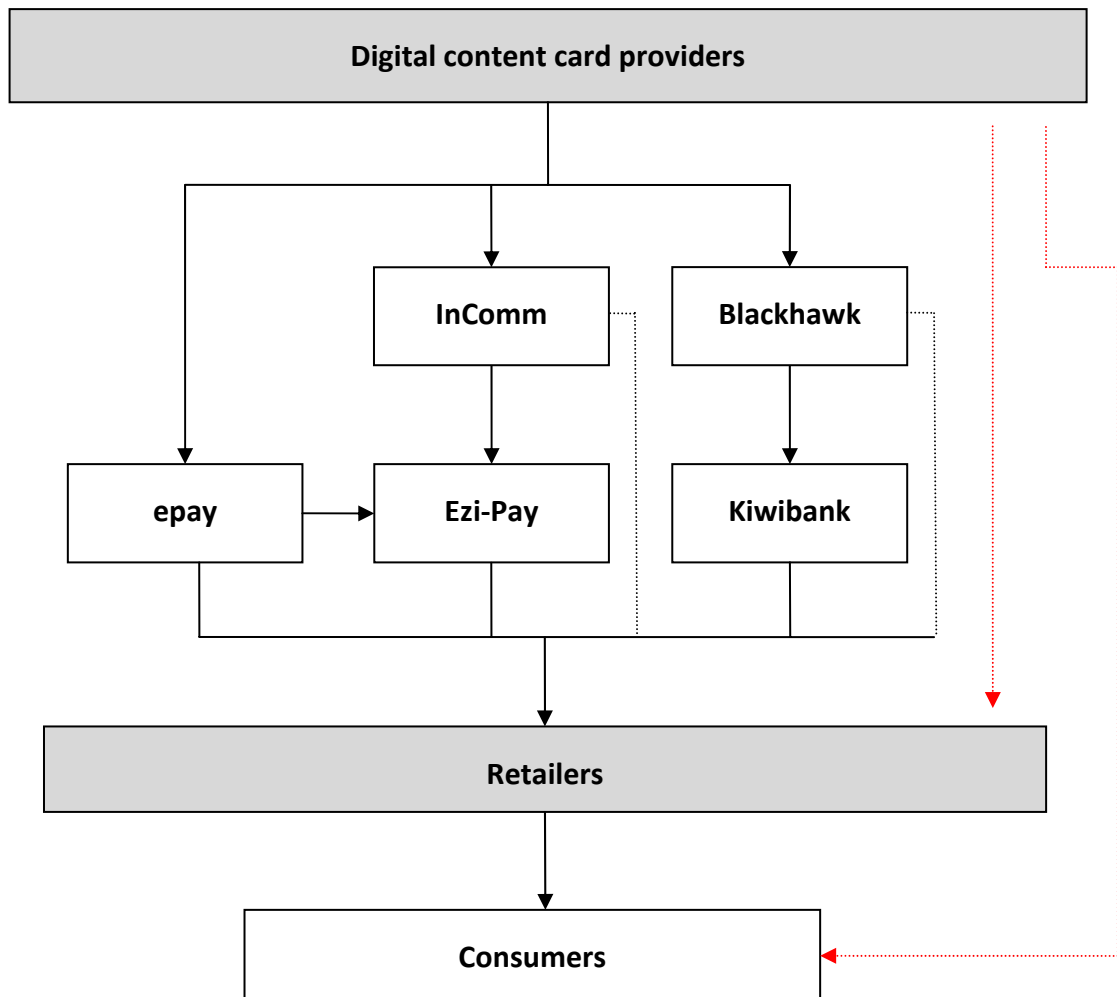 Digital content card providers
InComm
Blackhawk
epay
Ezi-Pay
Kiwibank
Retailers
Consumers